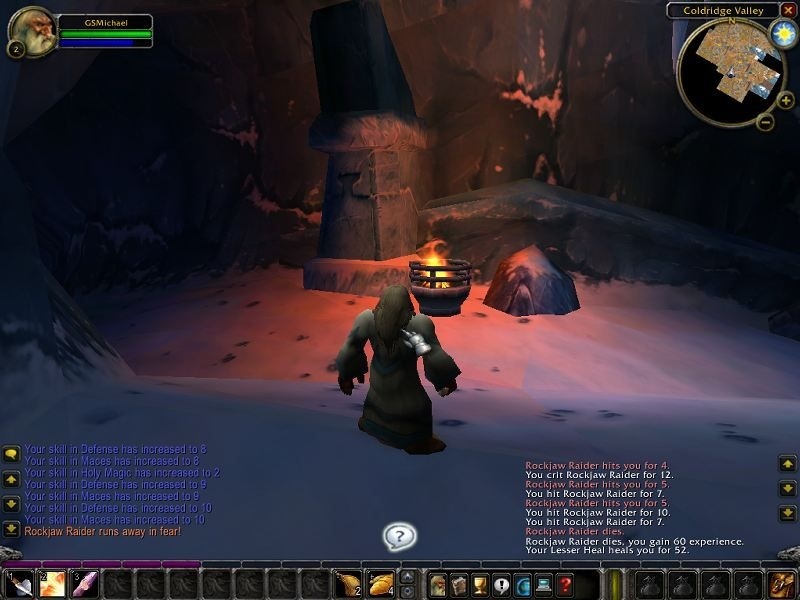 GSMichael
2
Coldridge Valley
N
Your skill in Defense has increased to 8
Your skill in Maces has increased to 8
Your skill in Holy Magic has increased to 2
Your skill in Defense has increased to 9
Your skill in Maces has increased to 9
Your skill in Defense has increased to 10
Your skill in Maces has increased to 10
Rockjaw Raider runs away in fear!
Rockjaw Raider hits you for 4.
You crit Rockjaw Raider for 12.
Rockjaw Raider hits you for 5.
You hit Rockjaw Raider for 7.
Rockjaw Raider hits you for 5.
You hit Rockjaw Raider for 10.
You hit Rockjaw Raider for 7.
Rockjaw Raider dies.
Rockjaw Raider dies, you gain 60 experience.
Your Lesser Heal heals you for 52.
?
1 2 3 2 4 ! ?